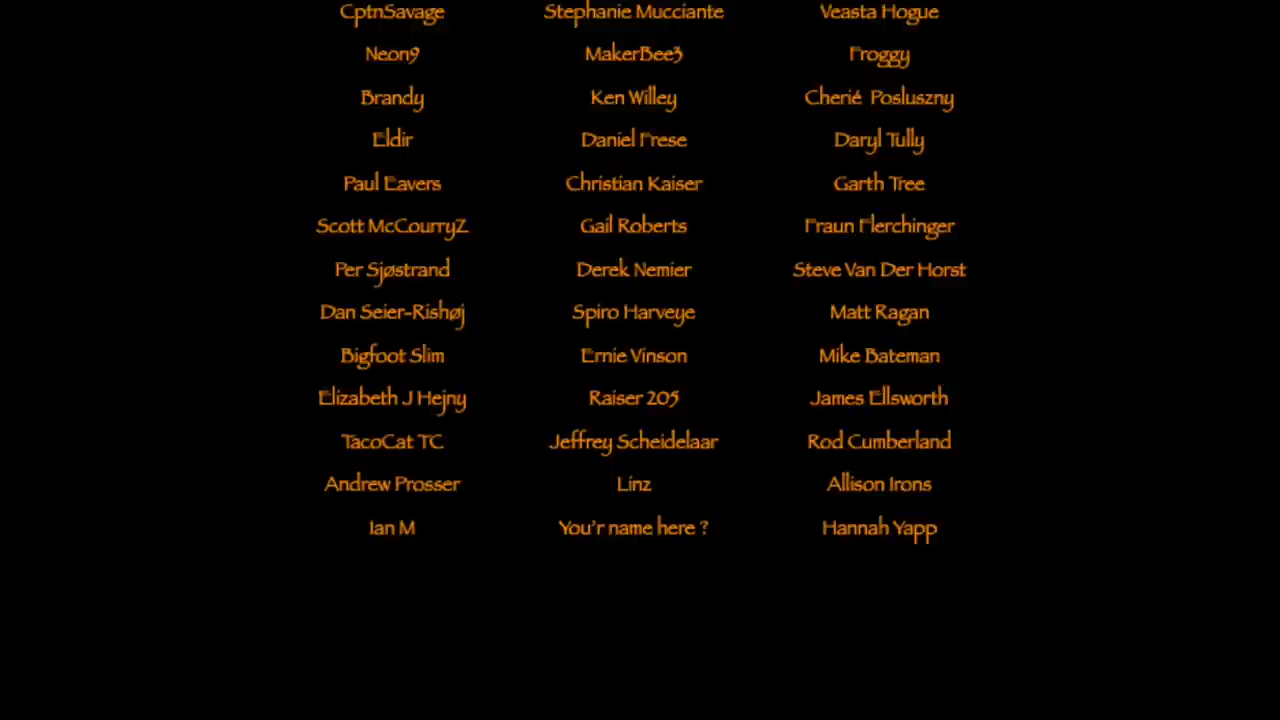 CptnSavage Stephanie Mucciante Veasta Hogue
Neon9 MakerBee3 Froggy
Brandy Ken Willey Cherié Posluszny
Eldir Daniel Frese Daryl Tully
Paul Eavers Christian Kaiser Garth Tree
Scott McCourryZ Gail Roberts Fraun Flerchinger
Per Sjøstrand Derek Nemier Steve Van Der Horst
Dan Seier-Rishøj Spiro Harveye Matt Ragan
Bigfoot Slim Ernie Vinson Mike Bateman
Elizabeth J Hejny Raiser 205 James Ellsworth
TacoCat TC Jeffrey Scheidelaar Rod Cumberland
Andrew Prosser Linz Allison Irons
Ian M You'r name here ? Hannah Yapp